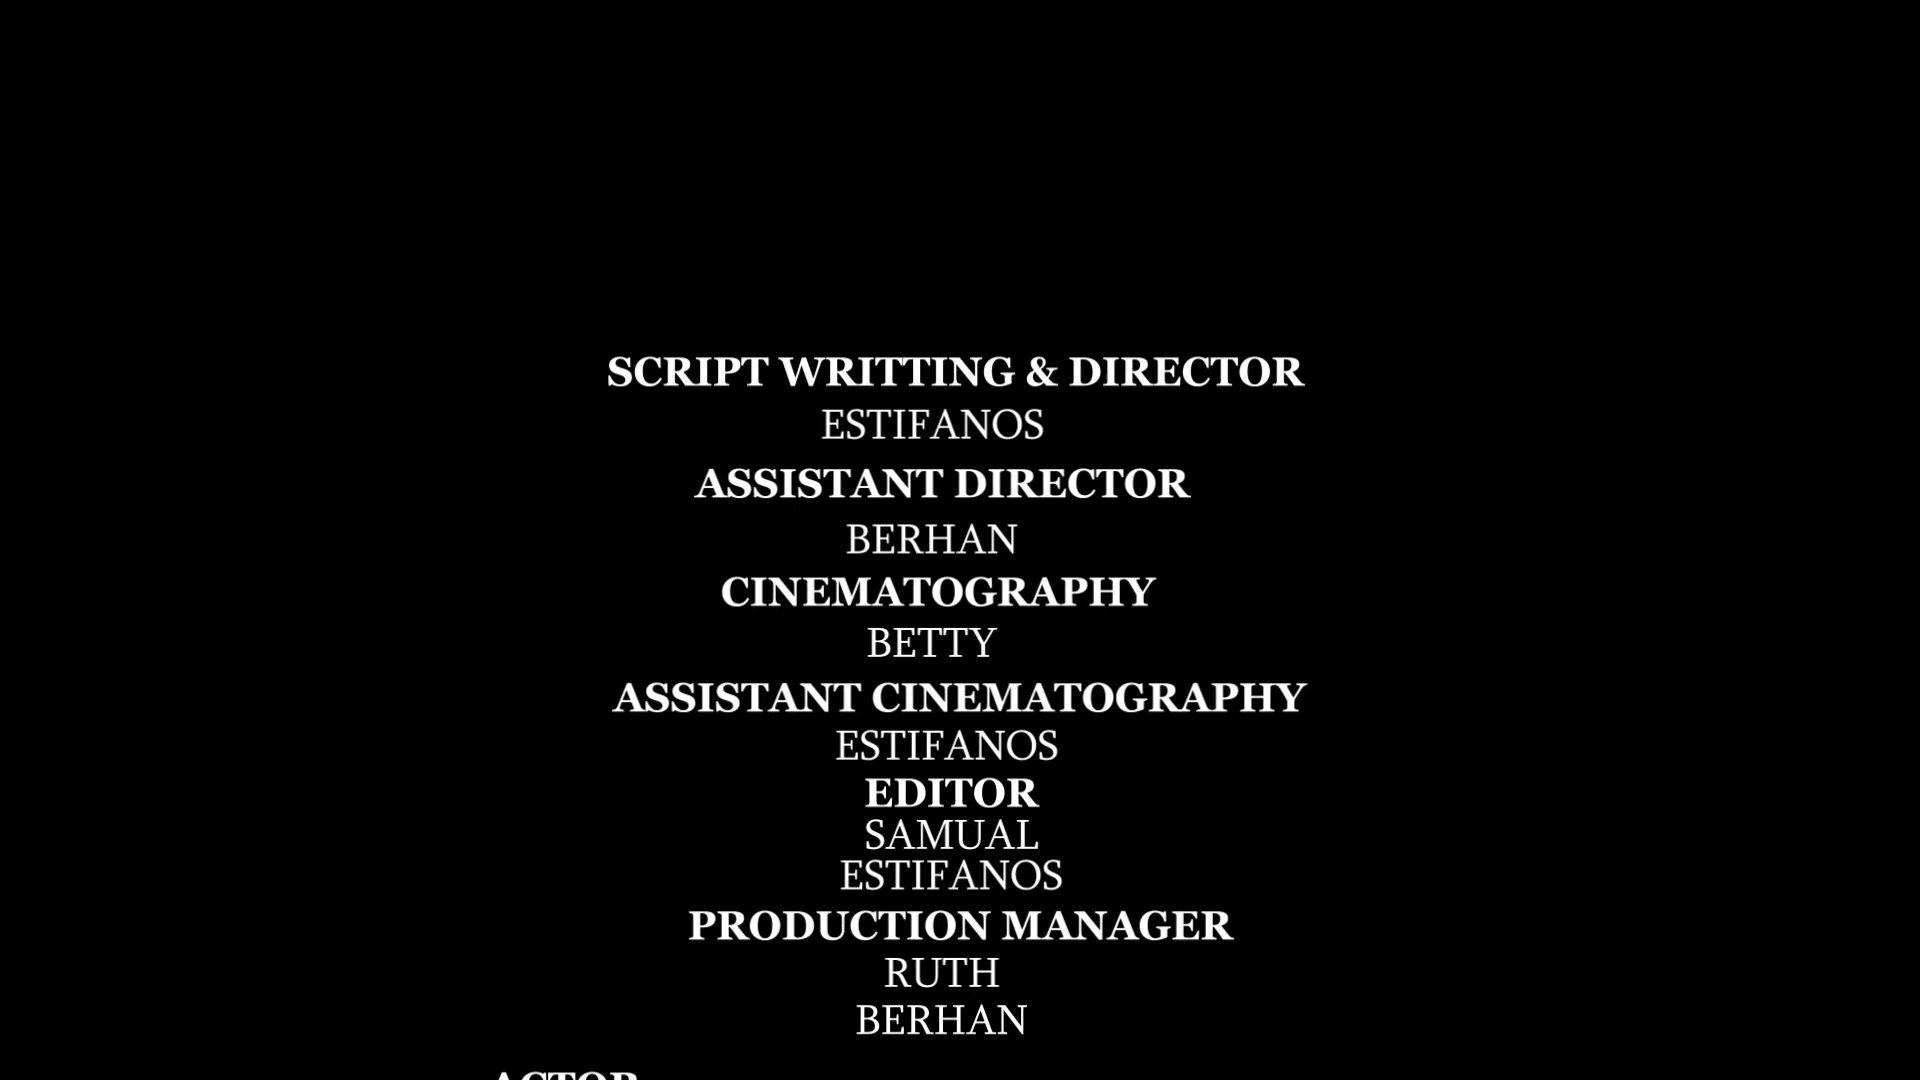 SCRIPT WRITTING & DIRECTOR
ESTIFANOS
ASSISTANT DIRECTOR
BERHAN
CINEMATOGRAPHY
BETTY
ASSISTANT CINEMATOGRAPHY
ESTIFANOS
EDITOR
SAMUAL
ESTIFANOS
PRODUCTION MANAGER
RUTH
BERHAN
ACTOR